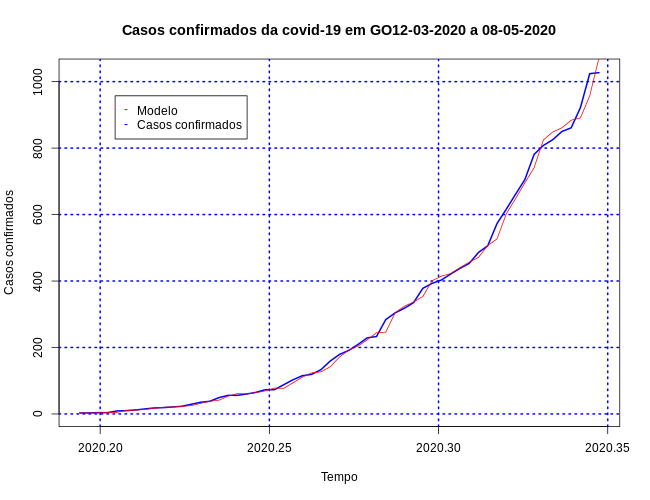 Casos confirmados da covid-19 em GO12-03-2020 a 08-05-2020
1000
800
600
400
200
0
Casos confirmados
Modelo
Casos confirmados
2020.20 2020.25 2020.30 2020.35
Tempo